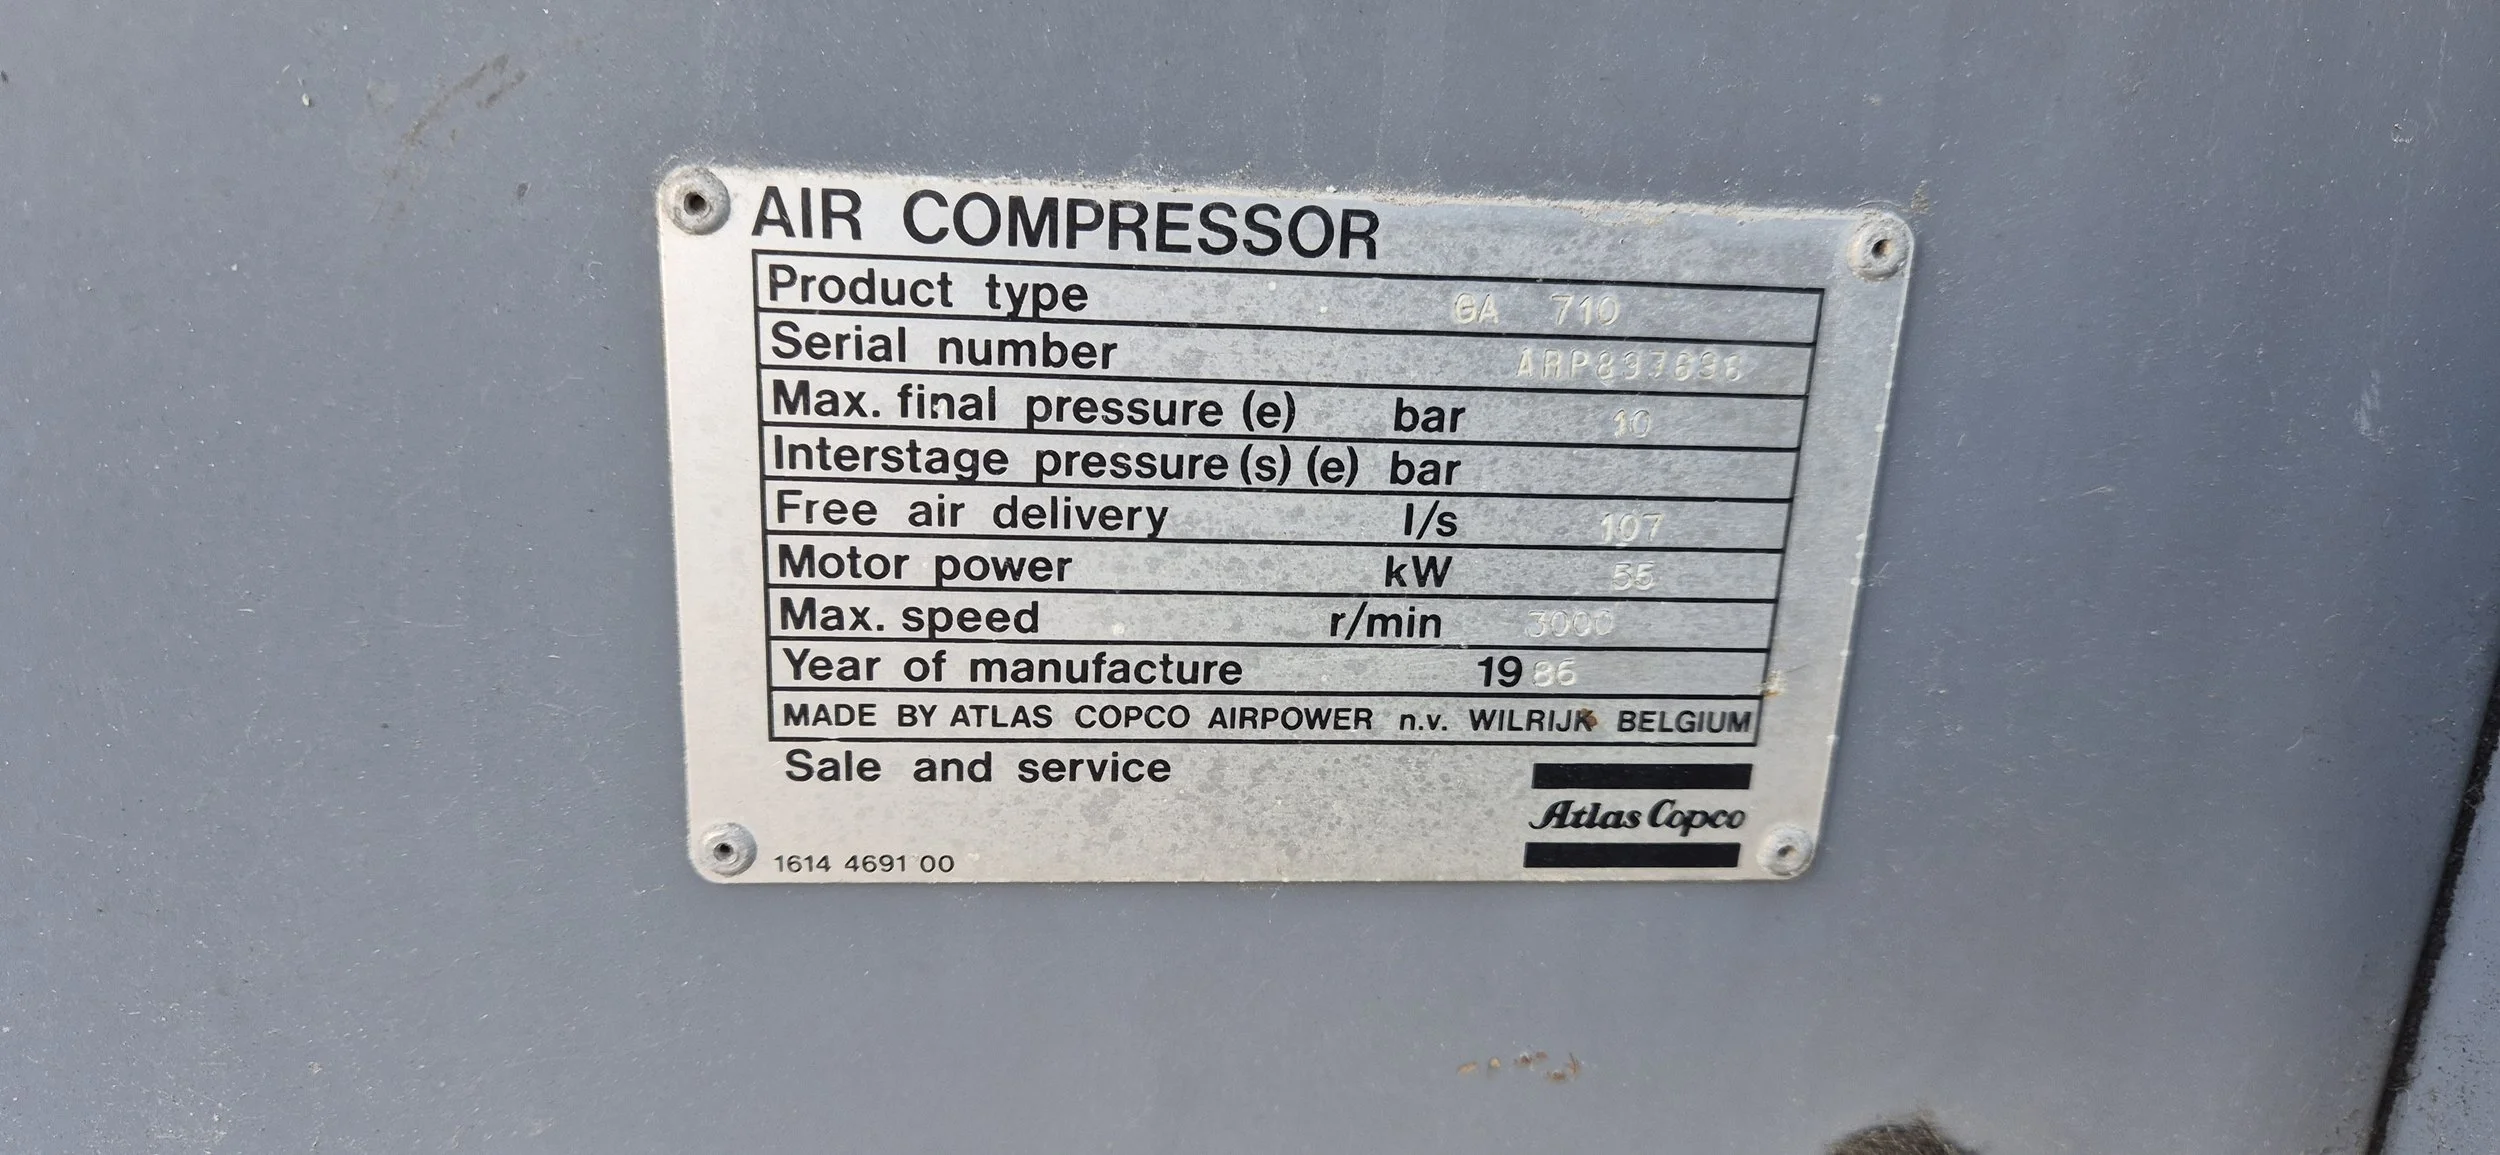 AIR COMPRESSOR
Product type GA 710
Serial number
Max. final pressure (e) bar 10
Interstage pressure (s) (e) bar
Free air delivery l/s 107
Motor power kW 55
Max. speed r/min 3000
Year of manufacture 1986
MADE BY ATLAS COPCO AIRPOWER n.v. WILRIJK BELGIUM
Sale and service
Atlas Copco
1614 4691 00